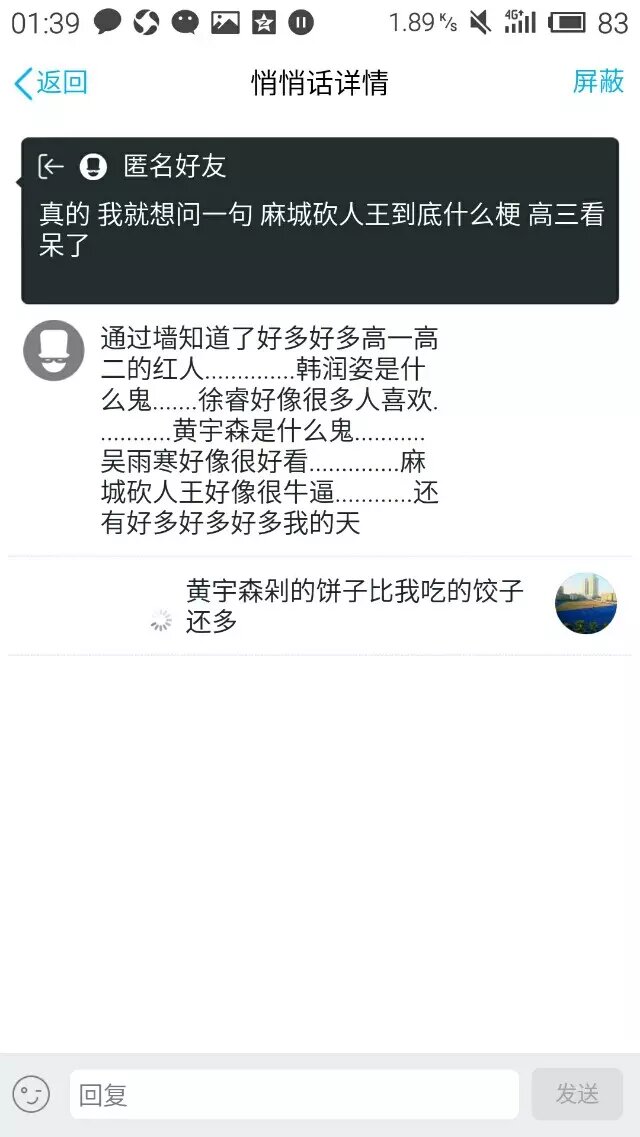 01:39 1.89 K/s 4G+ 83
返回 悄悄话详情 屏蔽
匿名好友
真的 我就想问一句 麻城砍人王到底什么梗 高三看
呆了
通过墙知道了好多好多高一高
二的红人..............韩润姿是什
么鬼.......徐睿好像很多人喜欢.
...........黄宇森是什么鬼...........
吴雨寒好像很好看..............麻
城砍人王好像很牛逼............还
有好多好多好多我的天
黄宇森剁的饼子比我吃的饺子
还多
回复 发送